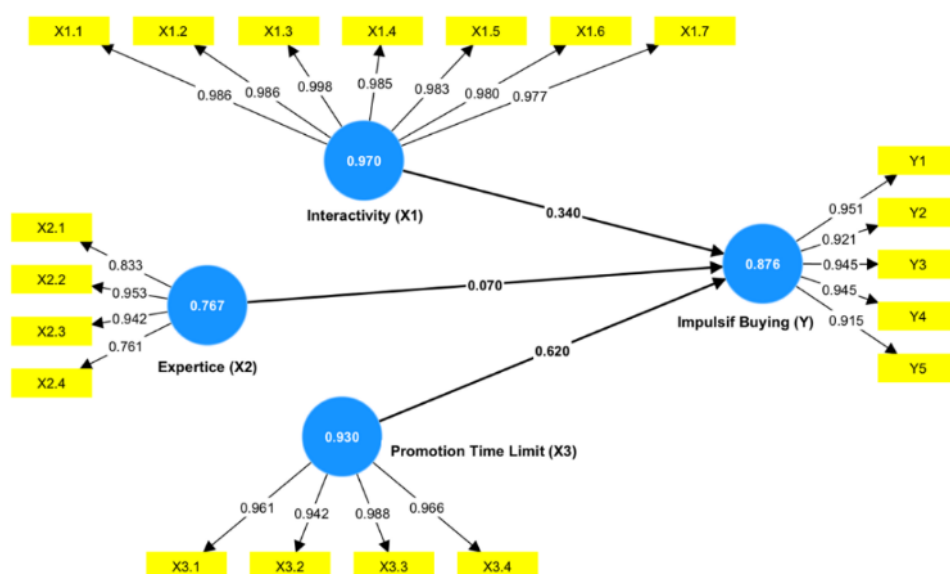 X1.1 X1.2 X1.3 X1.4 X1.5 X1.6 X1.7
0.986 0.986 0.998 0.985 0.983 0.980 0.977
0.970
Interactivity (X1)
0.340
X2.1
X2.2
X2.3
X2.4
0.833
0.953
0.942
0.761
0.767
Expertice (X2)
0.070
0.930
Promotion Time Limit (X3)
0.620
0.961 0.942 0.988 0.966
X3.1 X3.2 X3.3 X3.4
0.876
Impulsif Buying (Y)
0.951
0.921
0.945
0.945
0.915
Y1
Y2
Y3
Y4
Y5